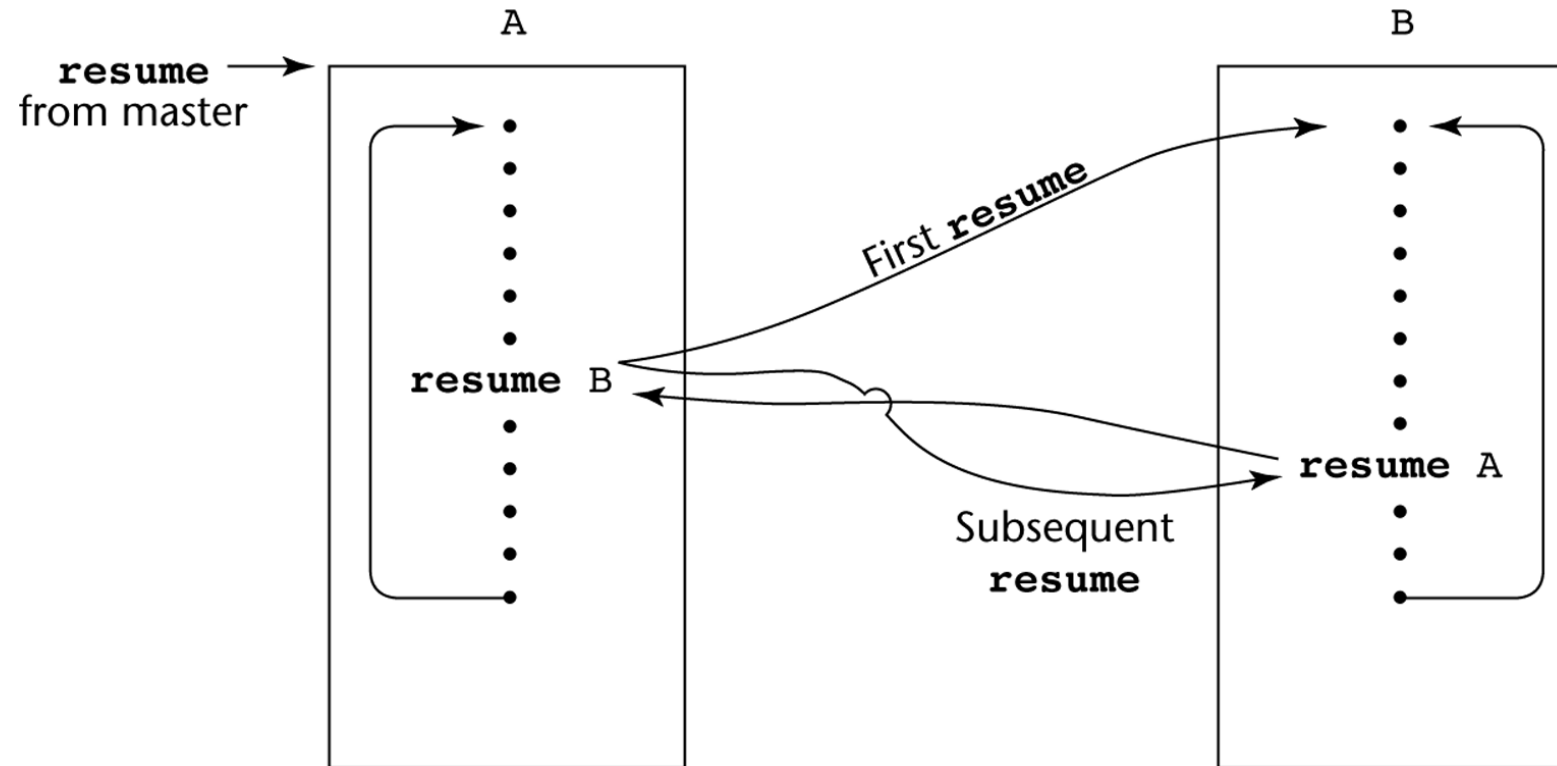 A
B
resume
from master
First resume
resume B
resume A
Subsequent
resume